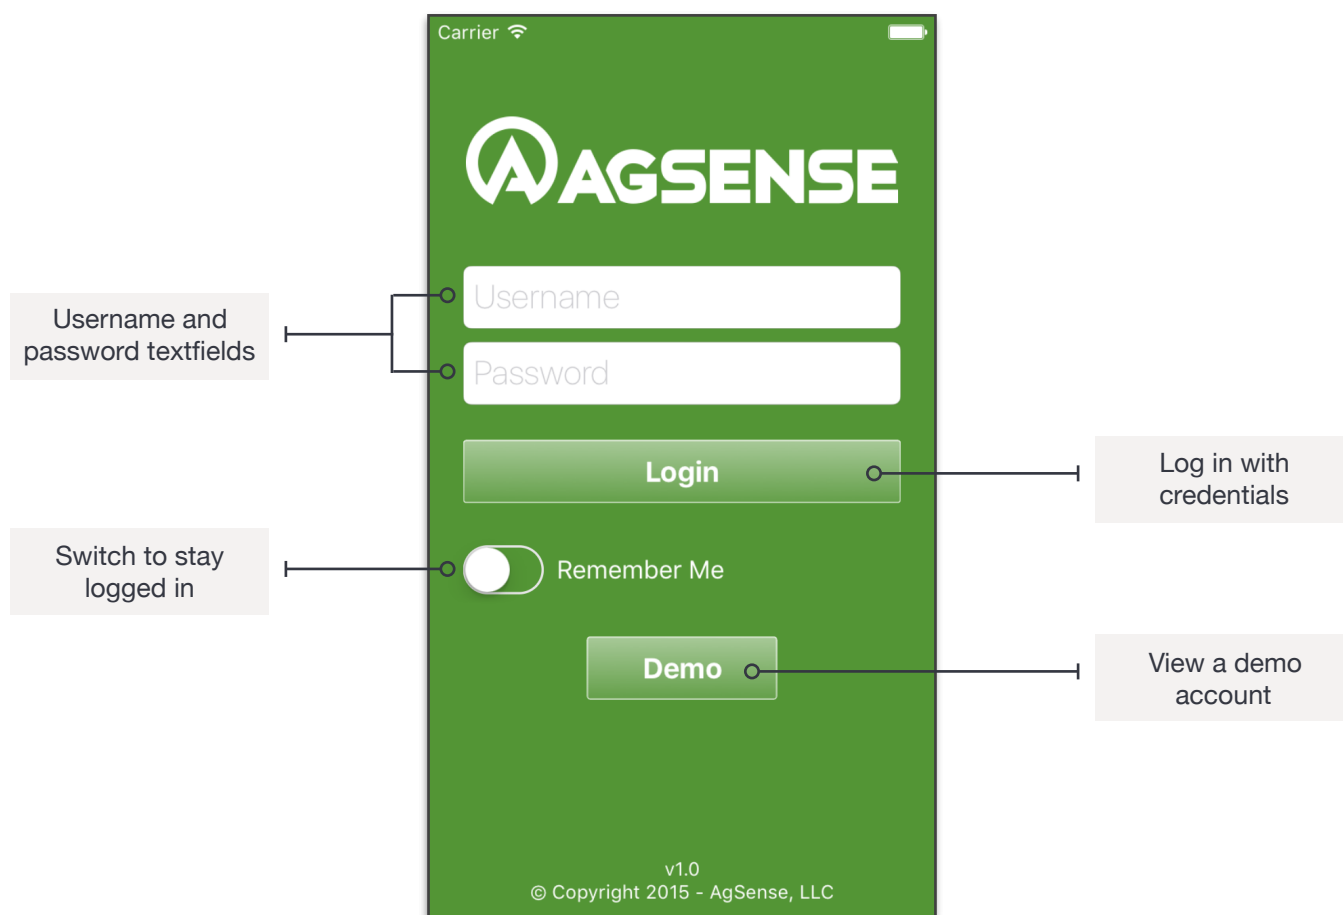 Carrier
AGSENSE
Username
Password
Username and
password textfields
Login
Log in with
credentials
Switch to stay
logged in
Remember Me
Demo
View a demo
account
v1.0
© Copyright 2015 - AgSense, LLC